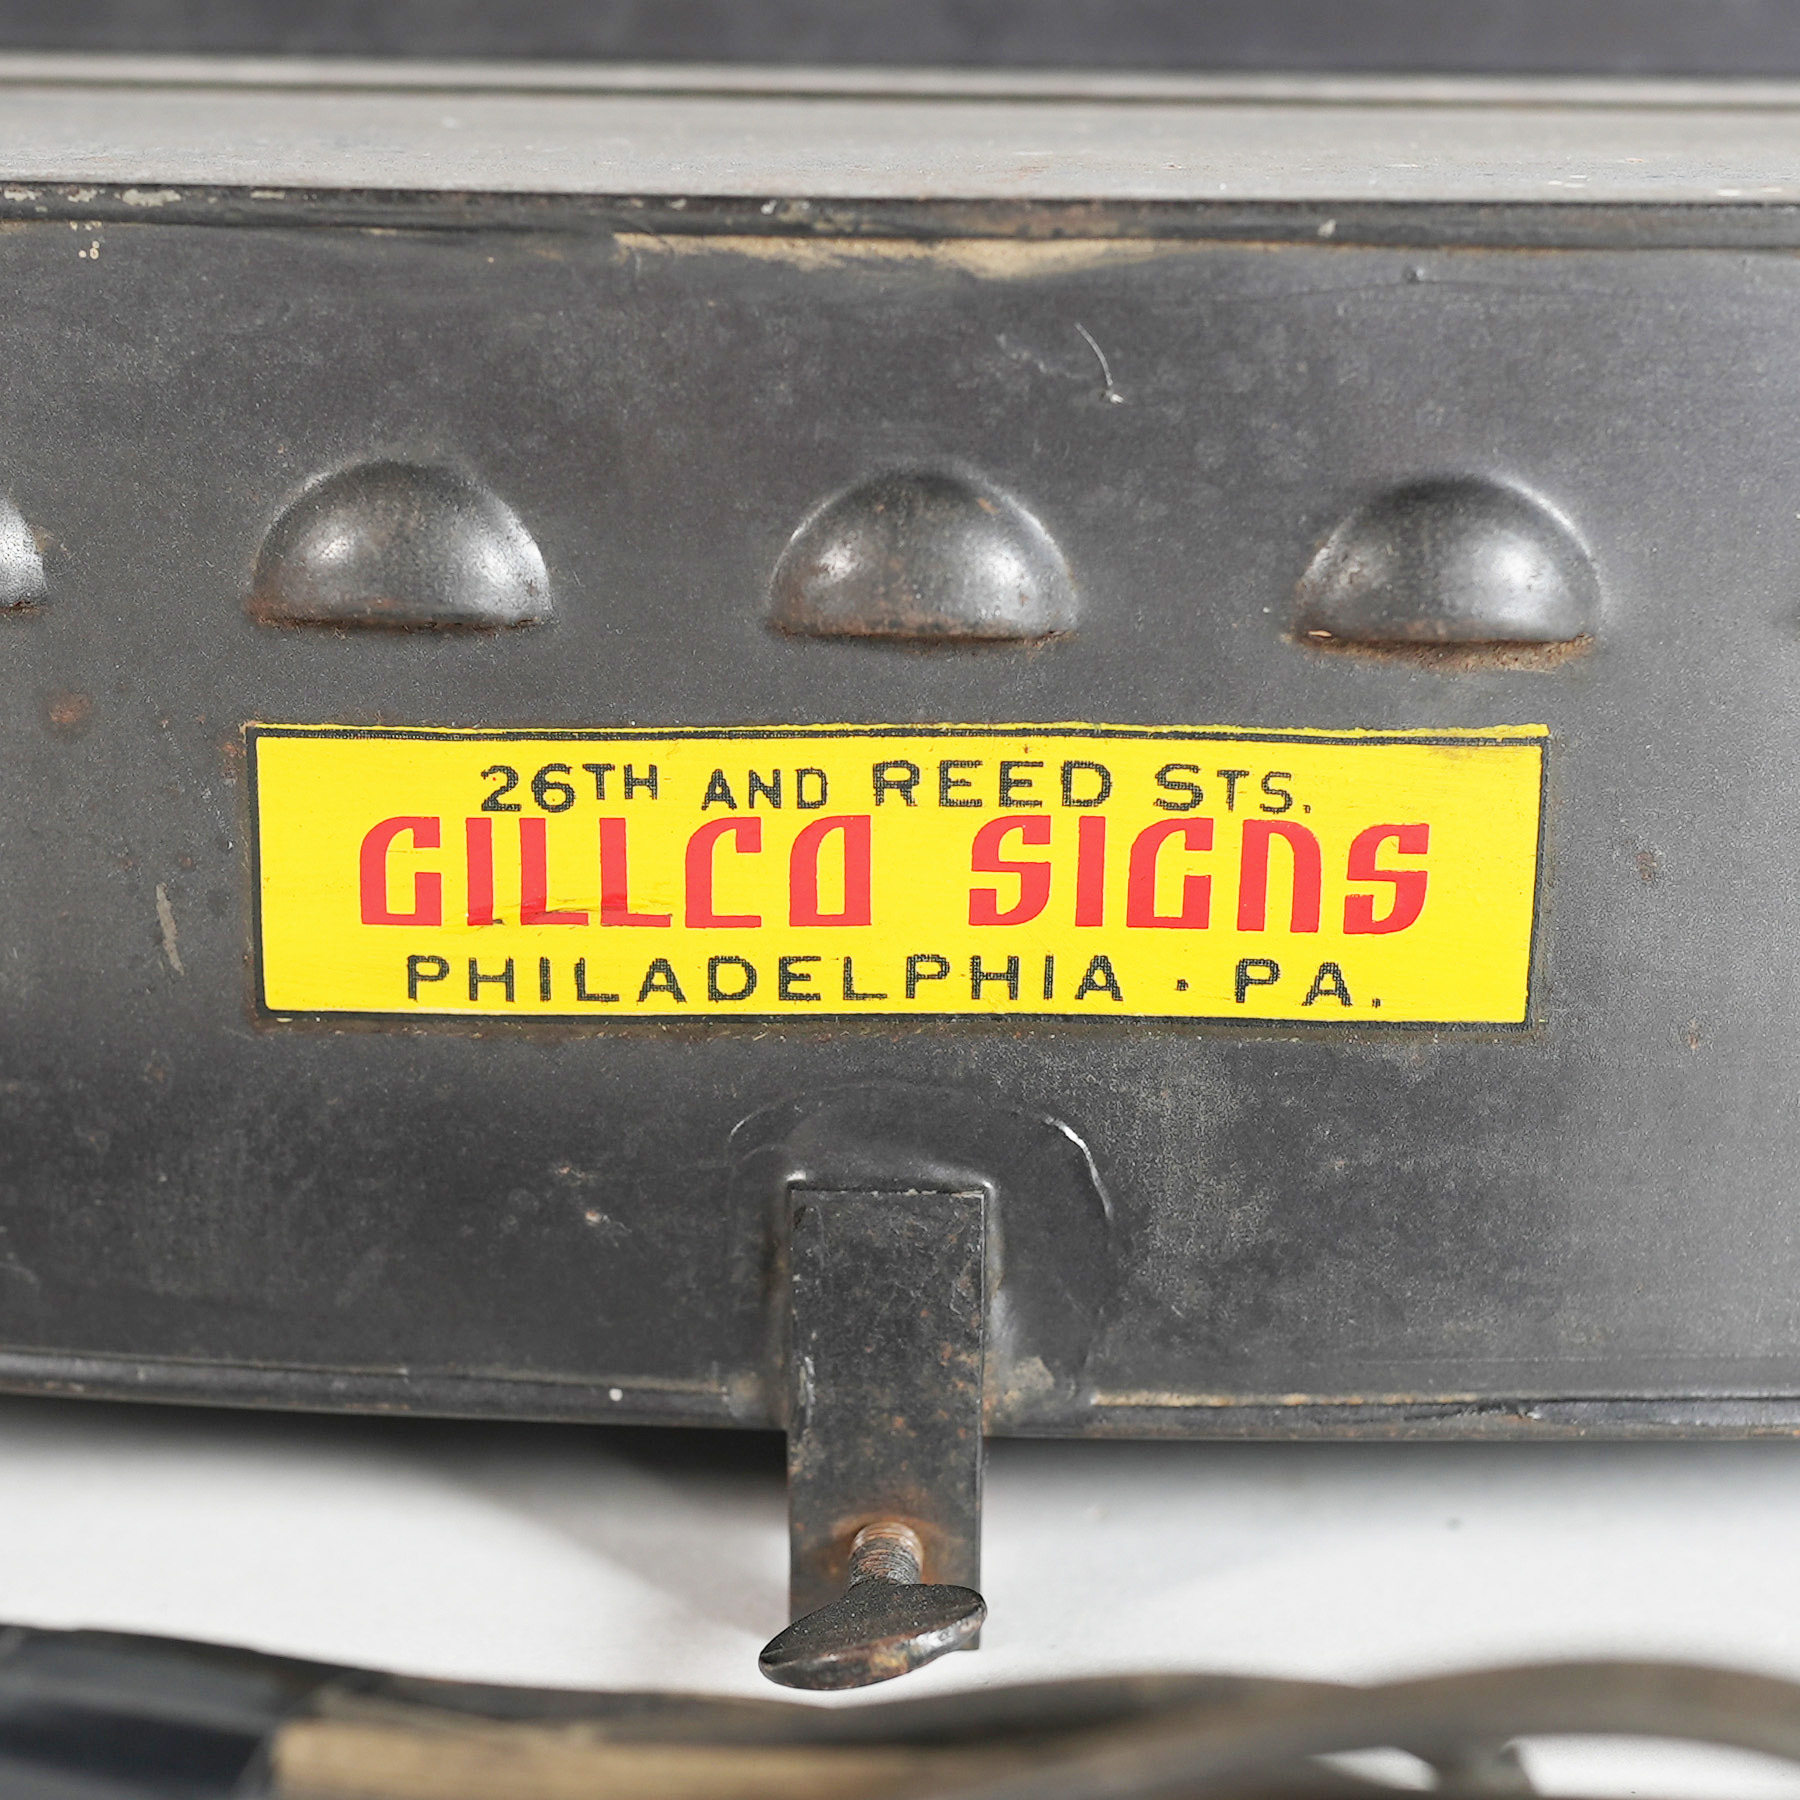 26TH AND REED STS.
GILLCO SIGNS
PHILADELPHIA · PA.